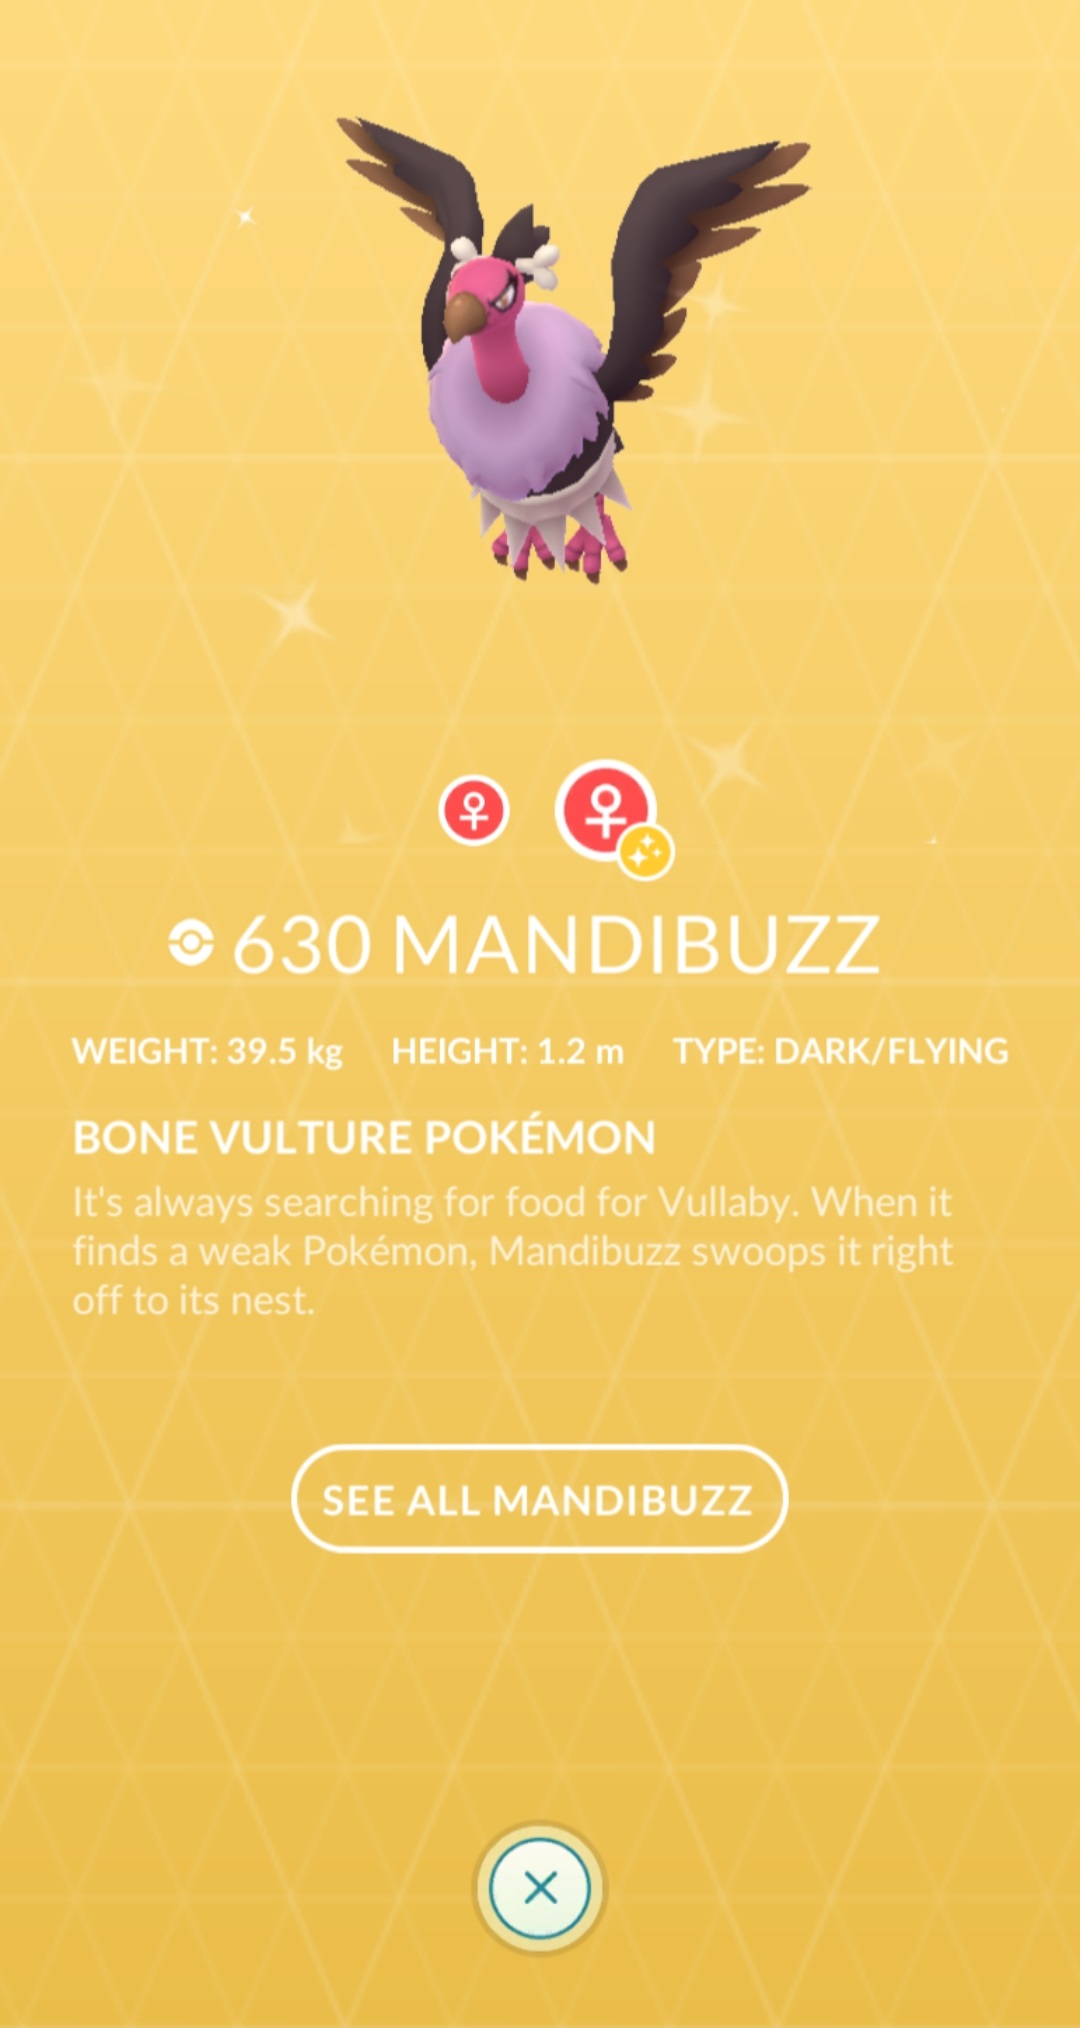 630 MANDIBUZZ
WEIGHT: 39.5 kg HEIGHT: 1.2 m TYPE: DARK/FLYING
BONE VULTURE POKÉMON
It's always searching for food for Vullaby. When it
finds a weak Pokémon, Mandibuzz swoops it right
off to its nest.
SEE ALL MANDIBUZZ